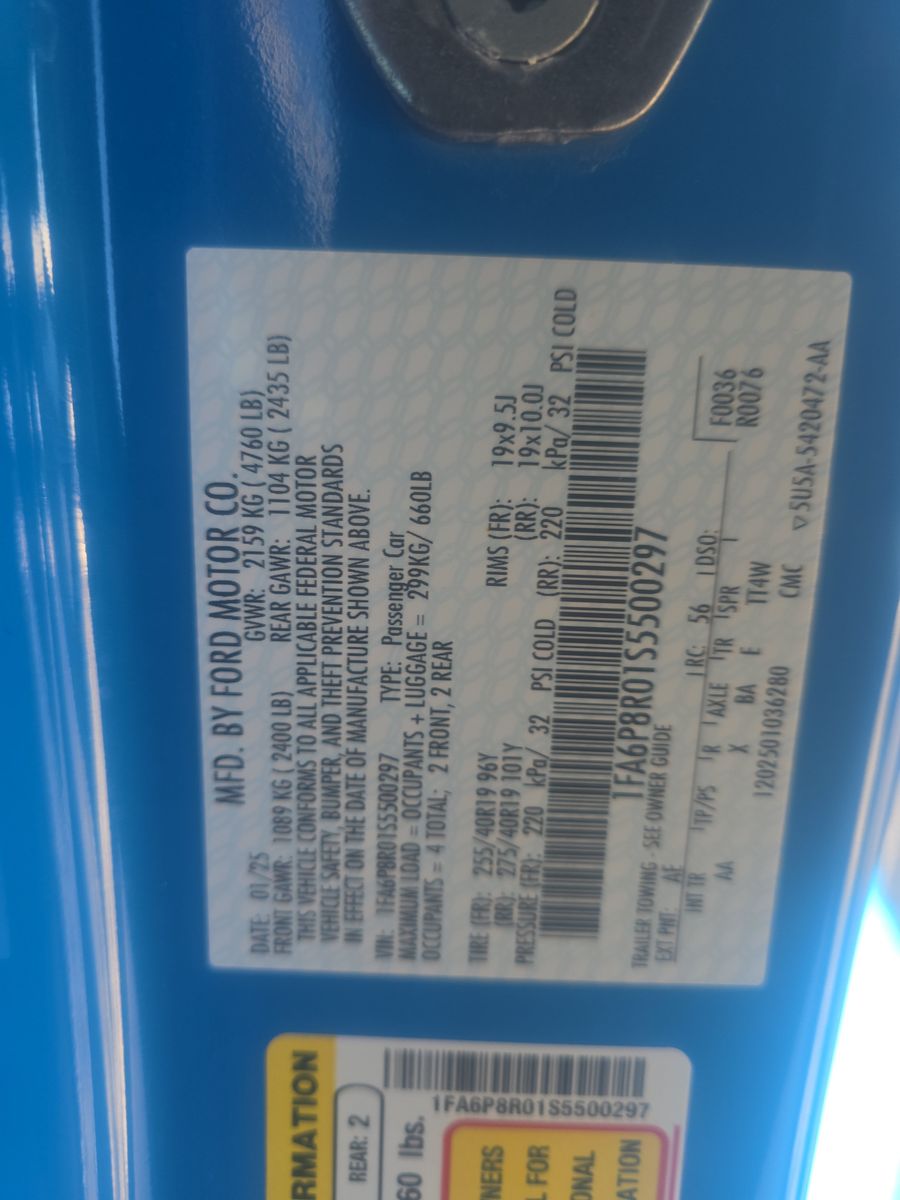 MFD. BY FORD MOTOR CO.
DATE: 01/25 GVWR: 2159 KG ( 4760 LB)
FRONT GAWR: 1089 KG ( 2400 LB) REAR GAWR: 1104 KG ( 2435 LB)
THIS VEHICLE CONFORMS TO ALL APPLICABLE FEDERAL MOTOR
VEHICLE SAFETY, BUMPER, AND THEFT PREVENTION STANDARDS
IN EFFECT ON THE DATE OF MANUFACTURE SHOWN ABOVE.
VIN: 1FA6P8R01S5500297 TYPE: Passenger Car
MAXIMUM LOAD = OCCUPANTS + LUGGAGE = 299KG/ 660LB
OCCUPANTS = 4 TOTAL; 2 FRONT, 2 REAR
TIRE (FR): 255/40R19 96Y RIMS (FR): 19x9.5J
(RR): 275/40R19 101Y (RR): 19x10.0J
PRESSURE (FR): 220 kPa/ 32 PSI COLD (RR): 220 kPa/ 32 PSI COLD
1FA6P8R01S5500297
TRAILER TOWING - SEE OWNER GUIDE
EXT PNT: AE RC: 56 DSO: F0036
INT TR TP/PS R AXLE TR SPR R0076
AA X BA E TT4W
1202501036280 CMC ▽5U5A-5420472-AA
RMATION
REAR: 2
60 lbs.
1FA6P8R01S5500297
NERS
L FOR
ONAL
ATION